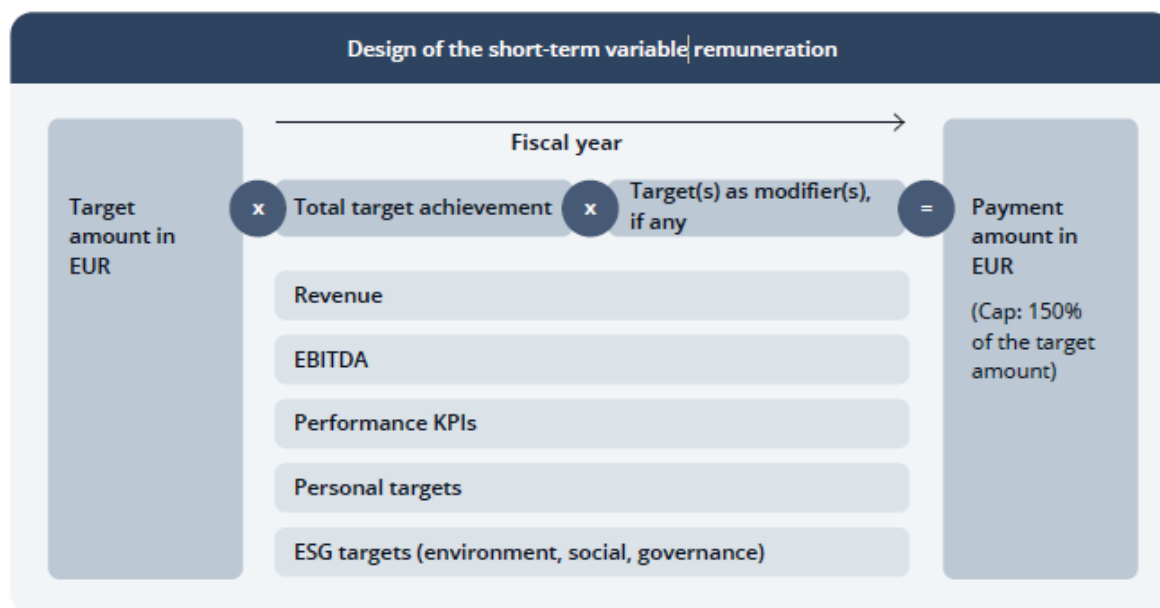 Design of the short-term variable remuneration
Fiscal year
Target
amount in
EUR
x
Total target achievement
x
Target(s) as modifier(s),
if any
=
Payment
amount in
EUR
(Cap: 150%
of the target
amount)
Revenue
EBITDA
Performance KPIs
Personal targets
ESG targets (environment, social, governance)